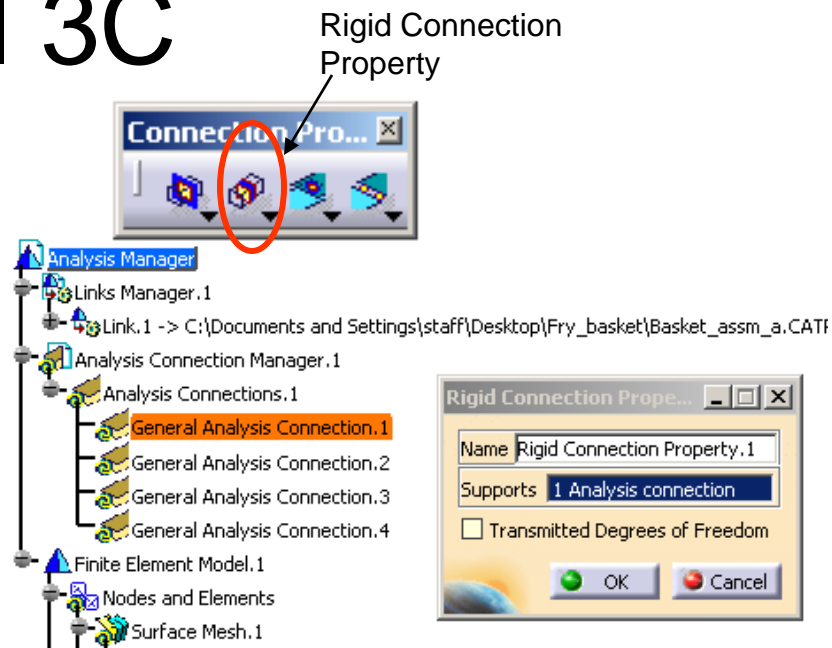 3C
Rigid Connection
Property
Connection Pro...
Analysis Manager
Links Manager.1
Link.1 -> C:\Documents and Settings\staff\Desktop\Fry_basket\Basket_assm_a.CATP
Analysis Connection Manager.1
Analysis Connections.1
General Analysis Connection.1
General Analysis Connection.2
General Analysis Connection.3
General Analysis Connection.4
Finite Element Model.1
Nodes and Elements
Surface Mesh.1
Rigid Connection Prope...
Name Rigid Connection Property.1
Supports 1 Analysis connection
Transmitted Degrees of Freedom
OK Cancel